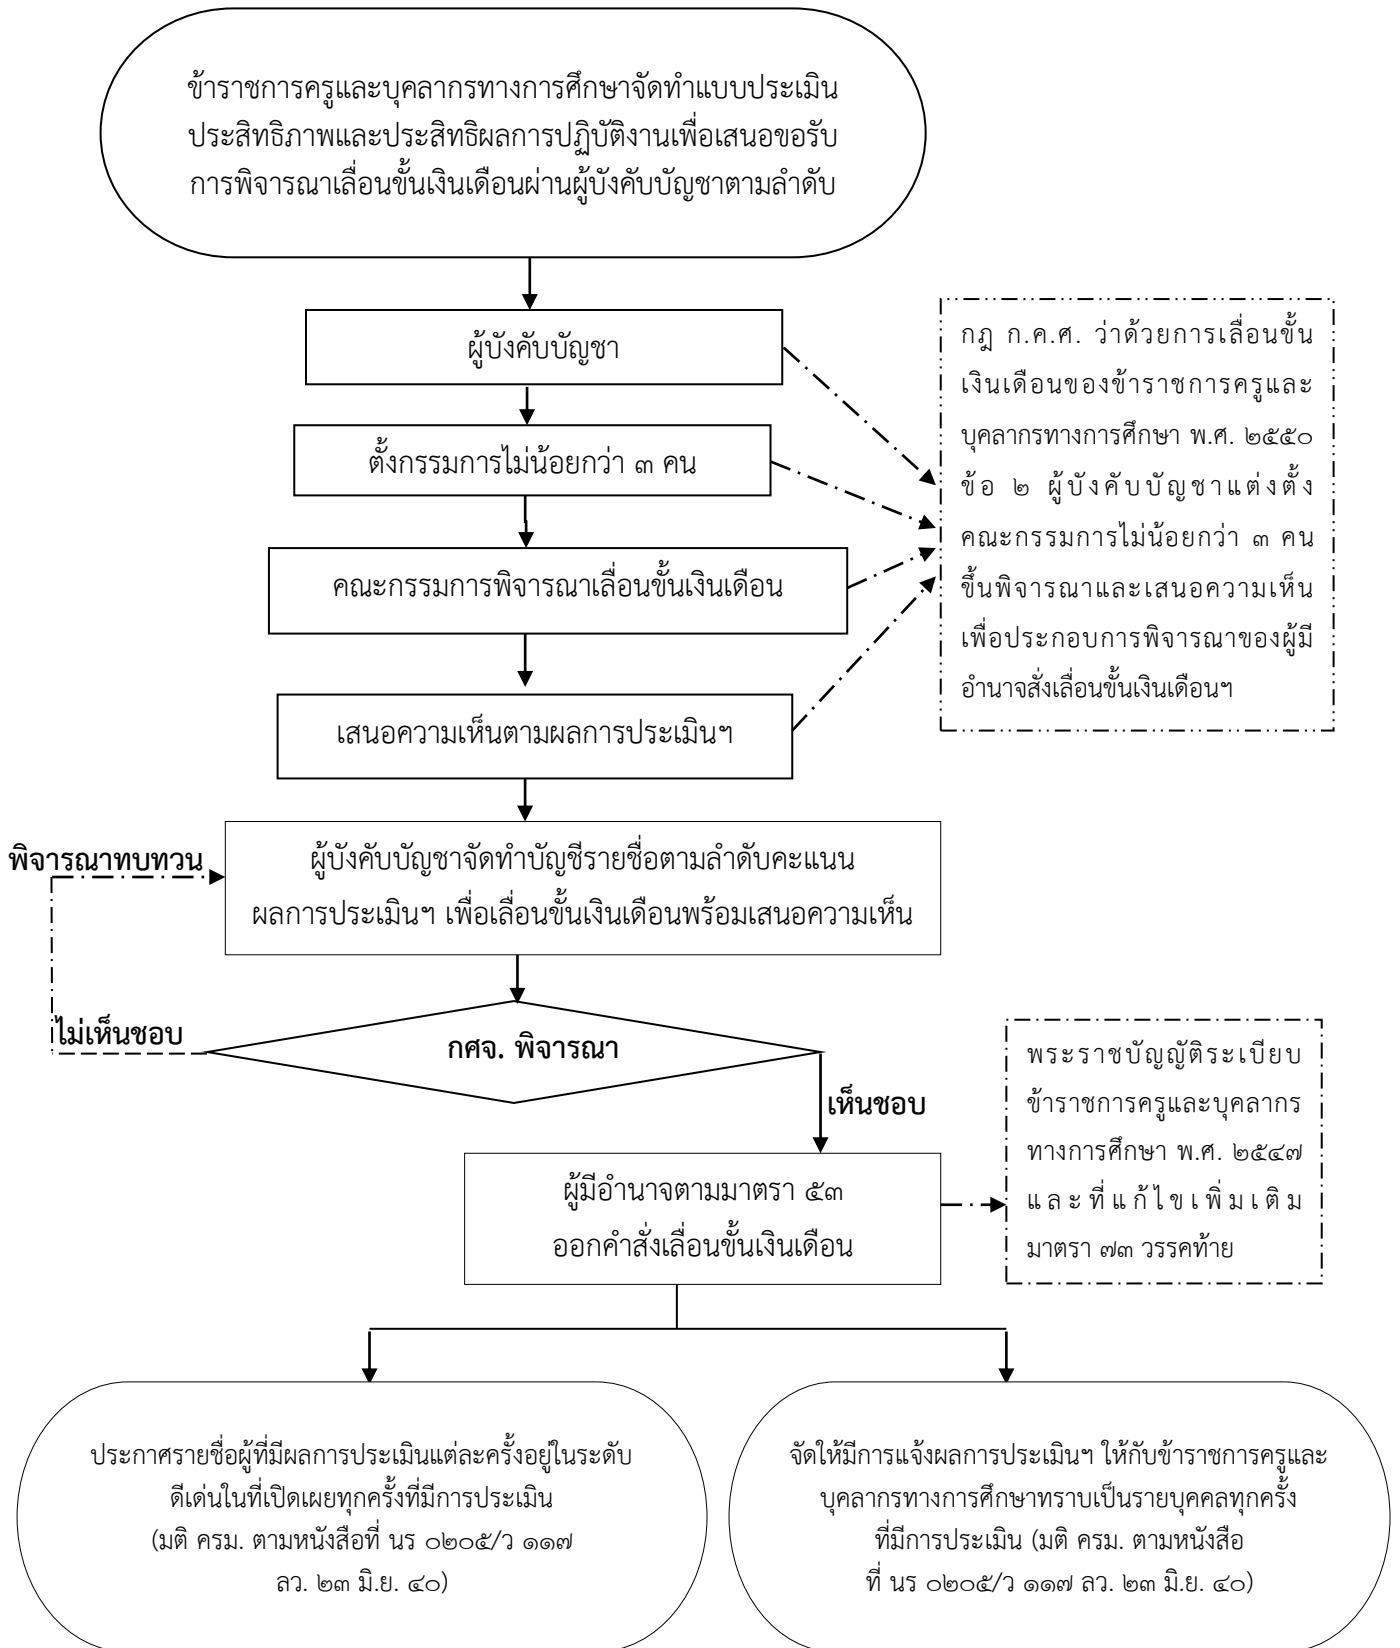 ข้าราชการครูและบุคลากรทางการศึกษาจัดทำแบบประเมิน
ประสิทธิภาพและประสิทธิผลการปฏิบัติงานเพื่อเสนอขอรับ
การพิจารณาเลื่อนขั้นเงินเดือนผ่านผู้บังคับบัญชาตามลำดับ
ผู้บังคับบัญชา
ตั้งกรรมการไม่น้อยกว่า ๓ คน
คณะกรรมการพิจารณาเลื่อนขั้นเงินเดือน
เสนอความเห็นตามผลการประเมินฯ
กฎ ก.ค.ศ. ว่าด้วยการเลื่อนขั้น
เงินเดือนของข้าราชการครูและ
บุคลากรทางการศึกษา พ.ศ. ๒๕๕๐
ข้อ ๒ ผู้บังคับบัญชาแต่งตั้ง
คณะกรรมการไม่น้อยกว่า ๓ คน
ขึ้นพิจารณาและเสนอความเห็น
เพื่อประกอบการพิจารณาของผู้มี
อำนาจสั่งเลื่อนขั้นเงินเดือนฯ
พิจารณาทบทวน
ผู้บังคับบัญชาจัดทำบัญชีรายชื่อตามลำดับคะแนน
ผลการประเมินฯ เพื่อเลื่อนขั้นเงินเดือนพร้อมเสนอความเห็น
ไม่เห็นชอบ
กศจ. พิจารณา
เห็นชอบ
ผู้มีอำนาจตามมาตรา ๕๓
ออกคำสั่งเลื่อนขั้นเงินเดือน
พระราชบัญญัติระเบียบ
ข้าราชการครูและบุคลากร
ทางการศึกษา พ.ศ. ๒๕๔๗
และที่แก้ไขเพิ่มเติม
มาตรา ๗๓ วรรคท้าย
ประกาศรายชื่อผู้ที่มีผลการประเมินแต่ละครั้งอยู่ในระดับ
ดีเด่นในที่เปิดเผยทุกครั้งที่มีการประเมิน
(มติ ครม. ตามหนังสือที่ นร ๐๒๐๕/ว ๑๑๗
ลว. ๒๓ มิ.ย. ๔๐)
จัดให้มีการแจ้งผลการประเมินฯ ให้กับข้าราชการครูและ
บุคลากรทางการศึกษาทราบเป็นรายบุคคลทุกครั้ง
ที่มีการประเมิน (มติ ครม. ตามหนังสือ
ที่ นร ๐๒๐๕/ว ๑๑๗ ลว. ๒๓ มิ.ย. ๔๐)